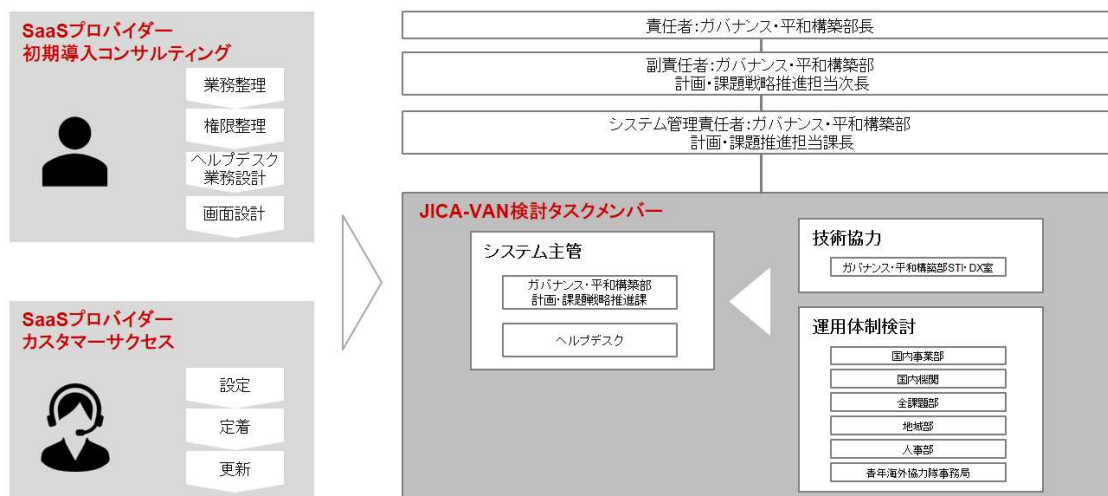 SaaSプロバイダー
初期導入コンサルティング
業務整理
権限整理
ヘルプデスク
業務設計
画面設計
SaaSプロバイダー
カスタマーサクセス
設定
定着
更新
責任者:ガバナンス・平和構築部長
副責任者:ガバナンス・平和構築部
計画・課題戦略推進担当次長
システム管理責任者:ガバナンス・平和構築部
計画・課題推進担当課長
JICA-VAN検討タスクメンバー
システム主管
ガバナンス・平和構築部
計画・課題戦略推進課
ヘルプデスク
技術協力
ガバナンス・平和構築部STI・DX室
運用体制検討
国内事業部
国内機関
全課題部
地域部
人事部
青年海外協力隊事務局